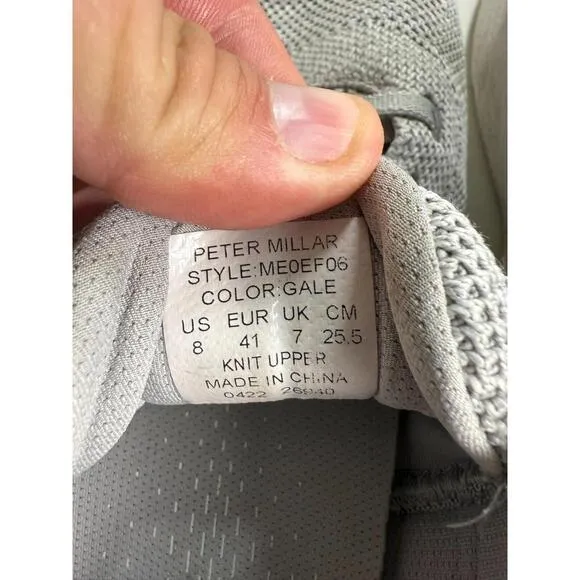 PETER MILLAR
STYLE:ME0EF06
COLOR:GALE
US EUR UK CM
8 41 7 25.5
KNIT UPPER
MADE IN CHINA
0422 26940